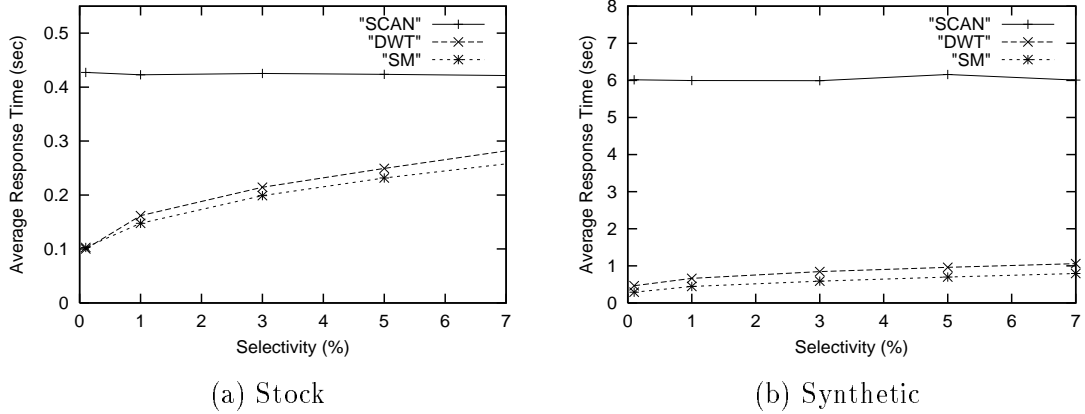 0.5
0.4
0.3
0.2
0.1
0
0 1 2 3 4 5 6 7
Average Response Time (sec)
Selectivity (%)
"SCAN"
"DWT"
"SM"
(a) Stock
8
7
6
5
4
3
2
1
0
0 1 2 3 4 5 6 7
Average Response Time (sec)
Selectivity (%)
"SCAN"
"DWT"
"SM"
(b) Synthetic